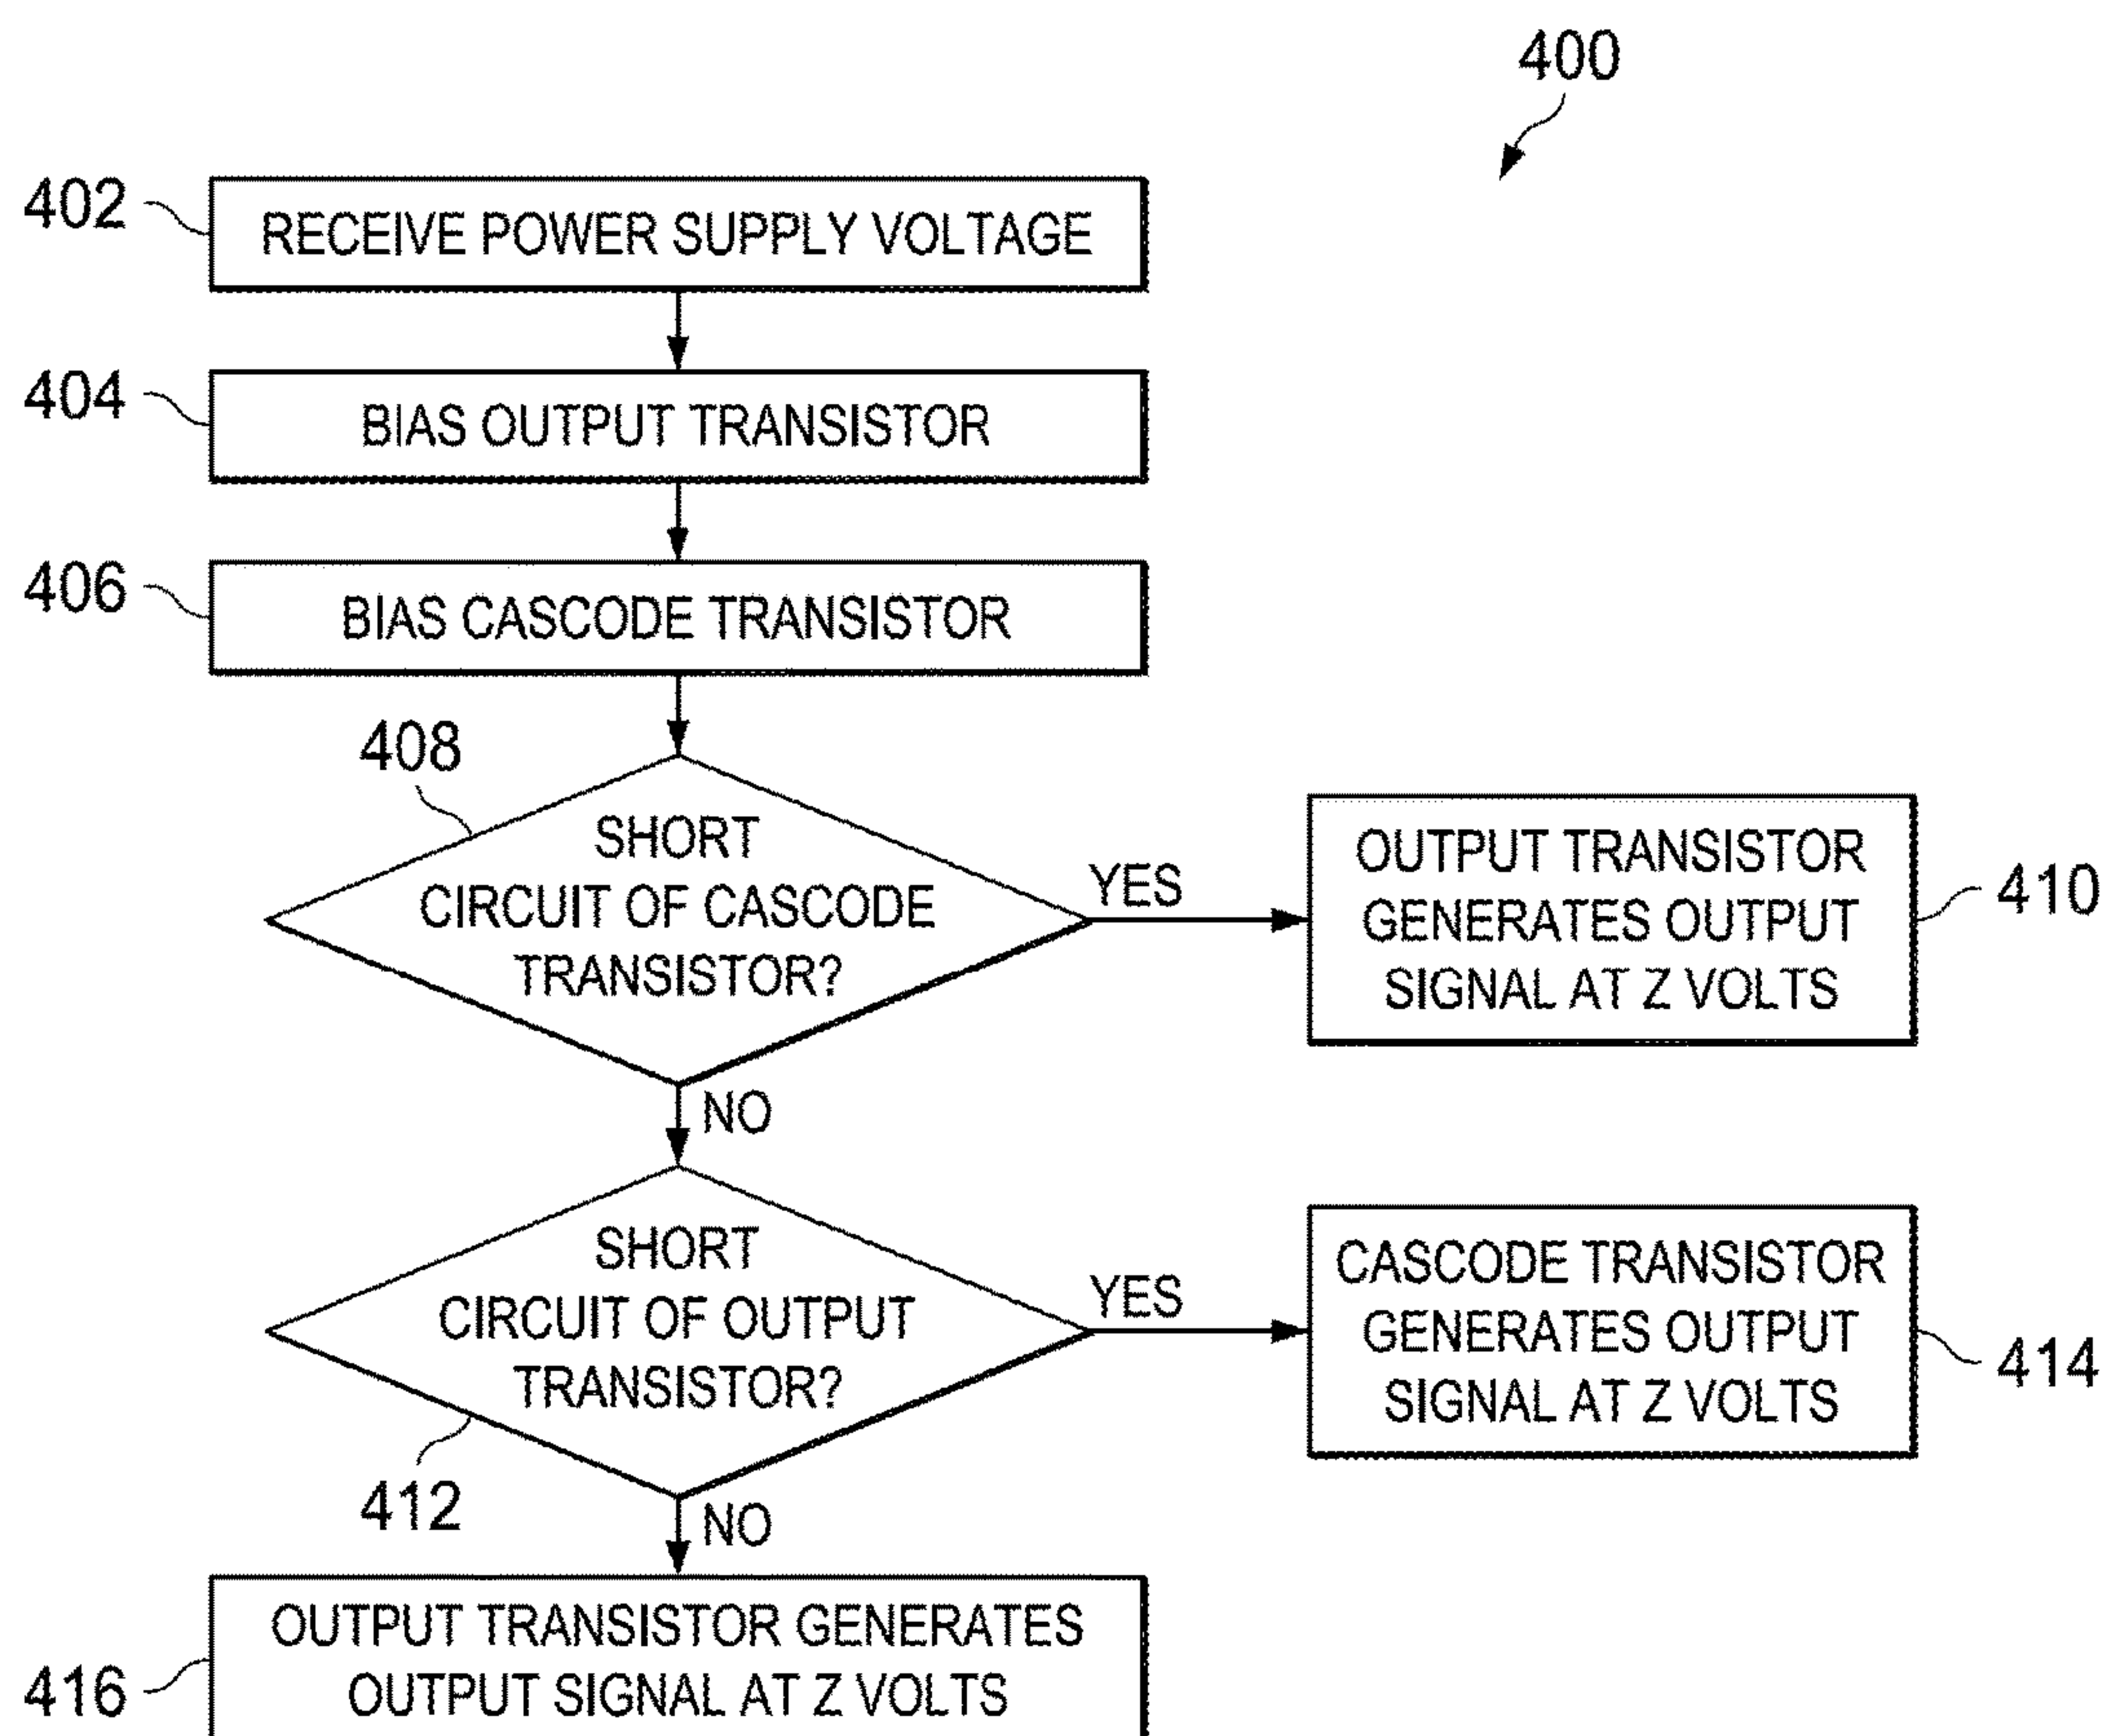 400
402
RECEIVE POWER SUPPLY VOLTAGE
404
BIAS OUTPUT TRANSISTOR
406
BIAS CASCODE TRANSISTOR
408
SHORT
CIRCUIT OF CASCODE
TRANSISTOR?
YES
OUTPUT TRANSISTOR
GENERATES OUTPUT
SIGNAL AT Z VOLTS
410
NO
SHORT
CIRCUIT OF OUTPUT
TRANSISTOR?
YES
CASCODE TRANSISTOR
GENERATES OUTPUT
SIGNAL AT Z VOLTS
414
412
NO
OUTPUT TRANSISTOR GENERATES
OUTPUT SIGNAL AT Z VOLTS
416